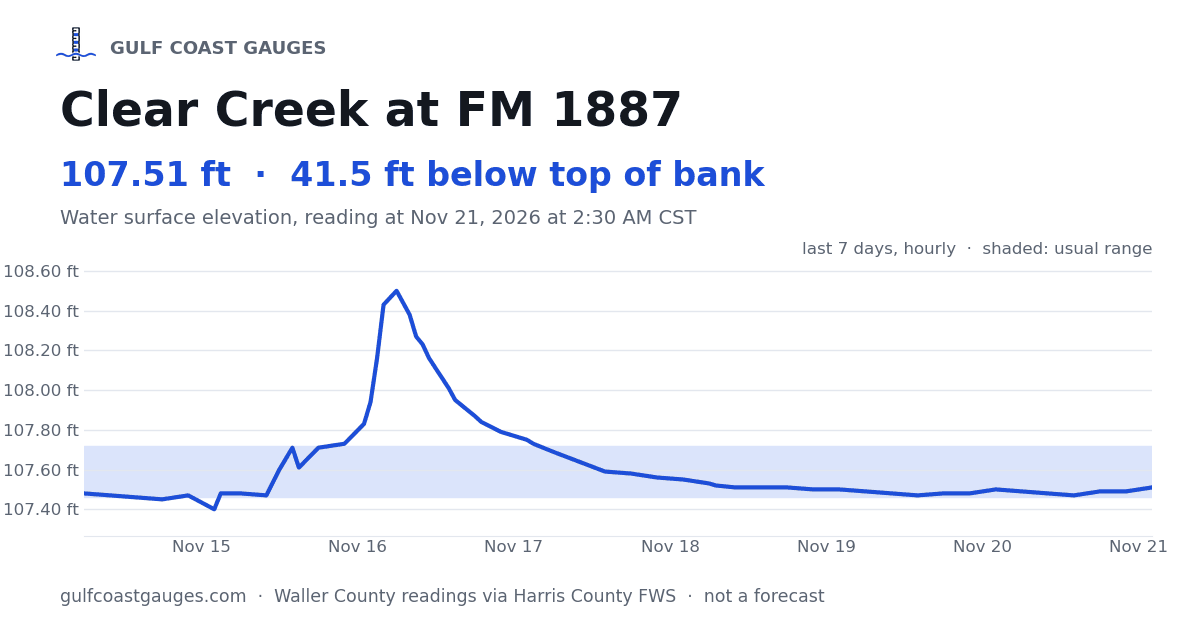 GULF COAST GAUGES
Clear Creek at FM 1887
107.51 ft · 41.5 ft below top of bank
Water surface elevation, reading at Nov 21, 2026 at 2:30 AM CST
last 7 days, hourly · shaded: usual range
108.60 ft
108.40 ft
108.20 ft
108.00 ft
107.80 ft
107.60 ft
107.40 ft
Nov 15 Nov 16 Nov 17 Nov 18 Nov 19 Nov 20 Nov 21
gulfcoastgauges.com · Waller County readings via Harris County FWS · not a forecast